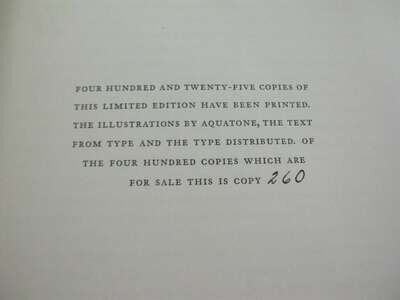 FOUR HUNDRED AND TWENTY-FIVE COPIES OF
THIS LIMITED EDITION HAVE BEEN PRINTED.
THE ILLUSTRATIONS BY AQUATONE, THE TEXT
FROM TYPE AND THE TYPE DISTRIBUTED. OF
THE FOUR HUNDRED COPIES WHICH ARE
FOR SALE THIS IS COPY 260